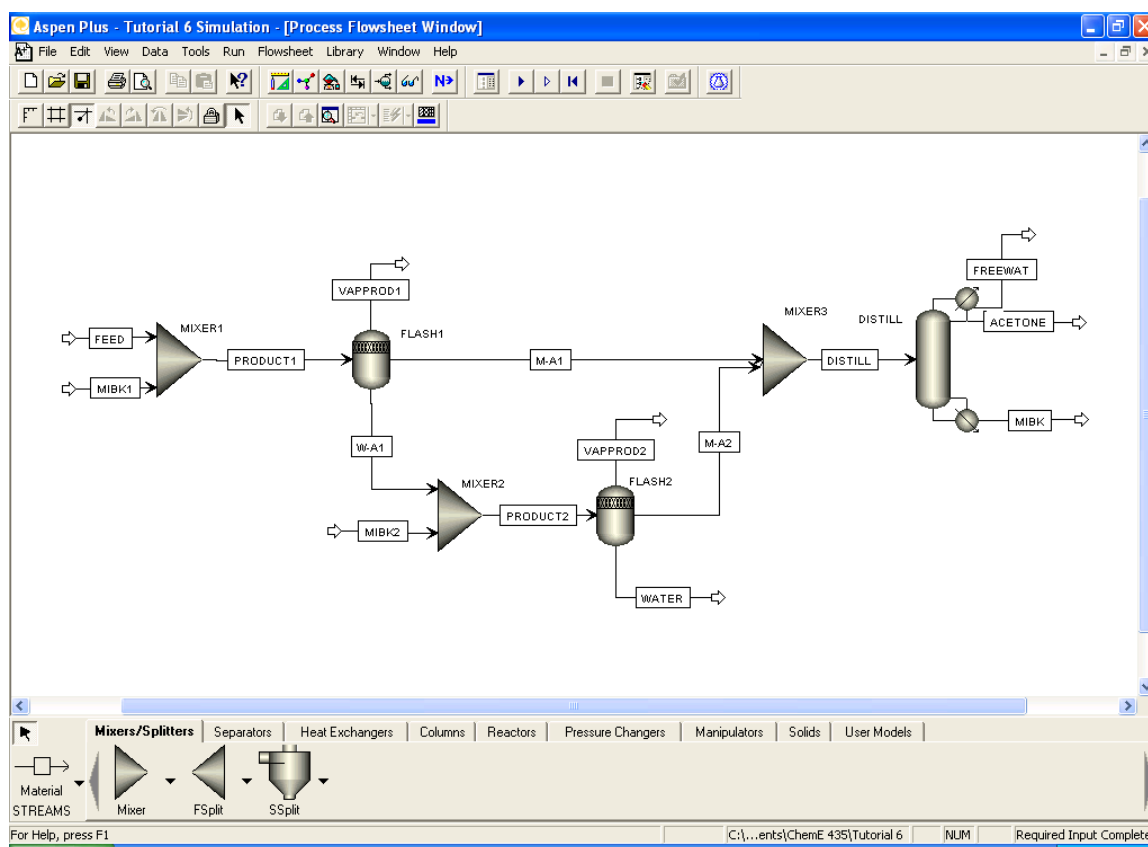 Aspen Plus - Tutorial 6 Simulation - [Process Flowsheet Window]
File Edit View Data Tools Run Flowsheet Library Window Help
N
FREEWAT
VAPPROD1
MIXER3
DISTILL
ACETONE
MIXER1
FLASH1
FEED
PRODUCT1
M-A1
DISTILL
MIBK1
MIBK
W-A1
VAPPROD2
M-A2
MIXER2
FLASH2
PRODUCT2
MIBK2
WATER
Mixers/Splitters Separators Heat Exchangers Columns Reactors Pressure Changers Manipulators Solids User Models
Material
STREAMS Mixer FSplit SSplit
For Help, press F1 C:\...ents\ChemE 435\Tutorial 6 NUM Required Input Complete